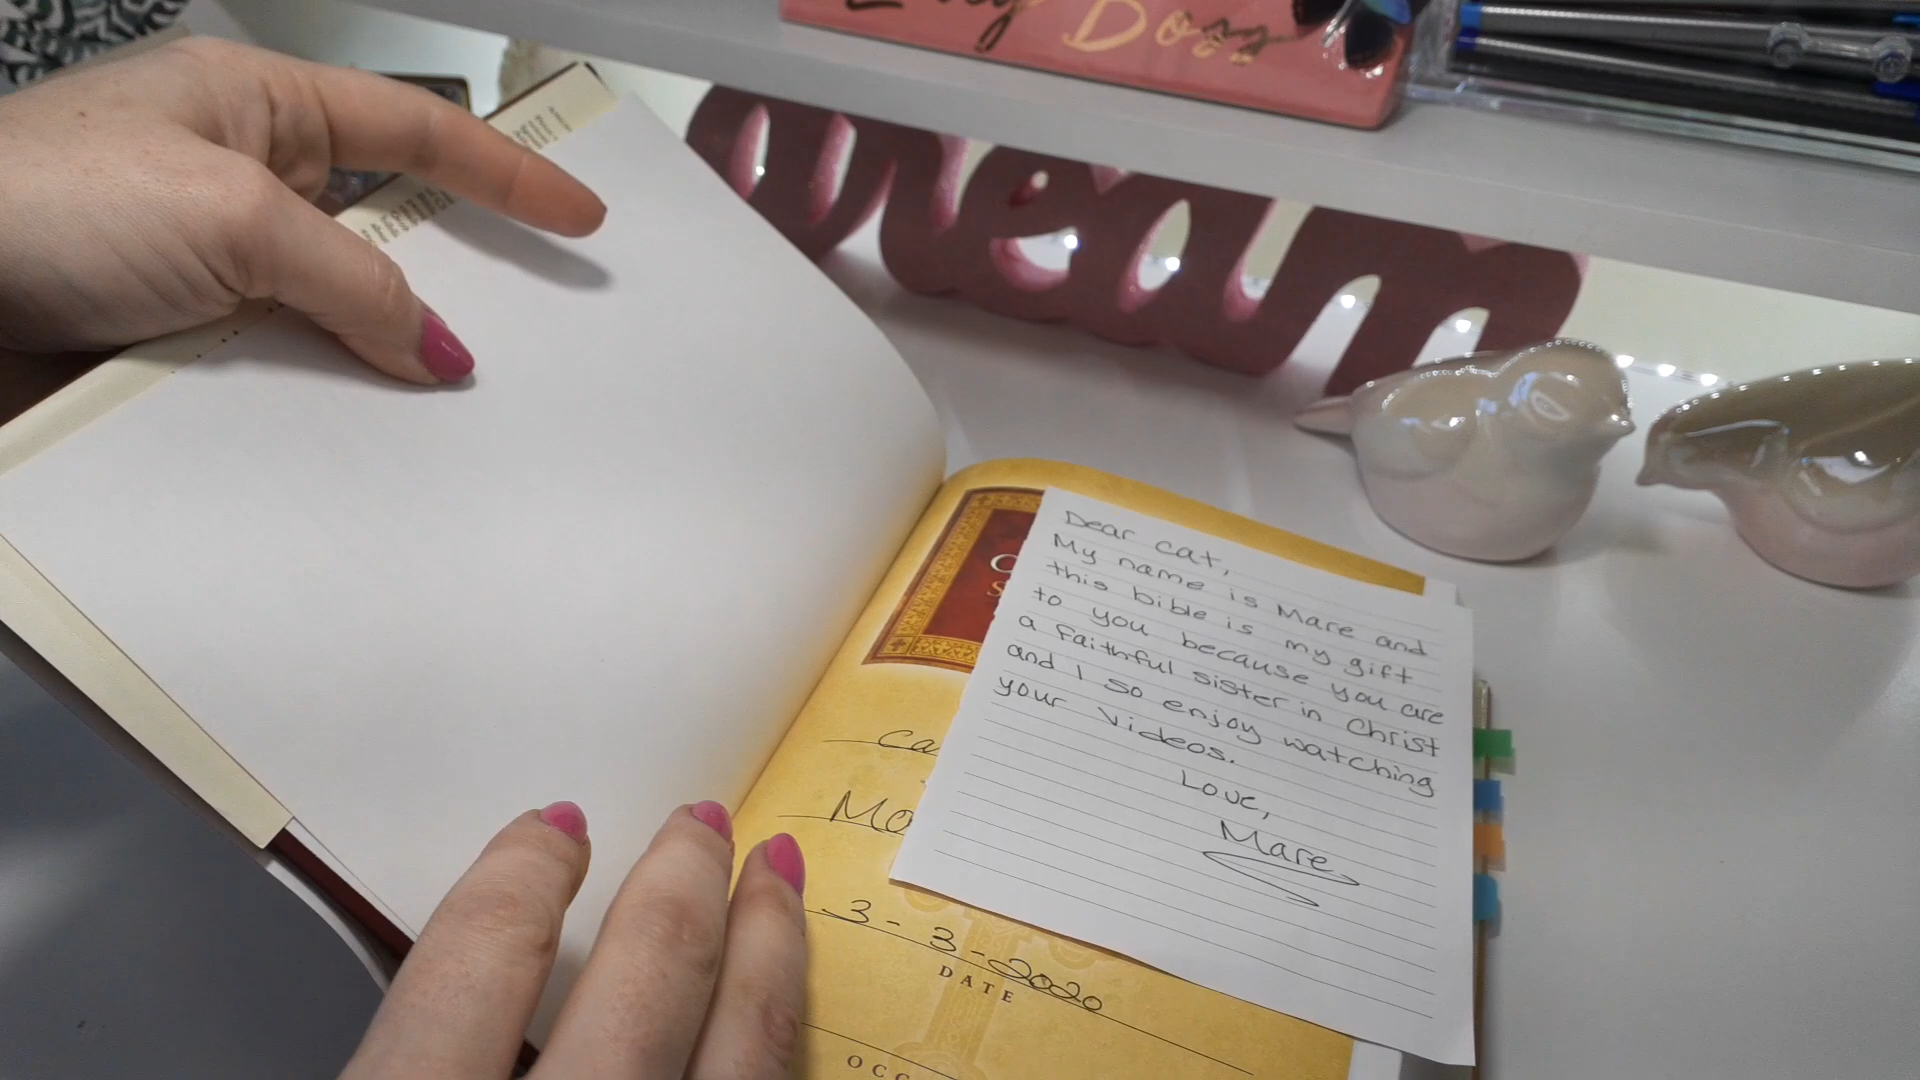 Dossy
Dear cat,
My name is Mare and
this bible is my gift
to you because you are
a faithful sister in Christ
and I so enjoy watching
your videos.
Love,
Mare
3-3-2020
DATE